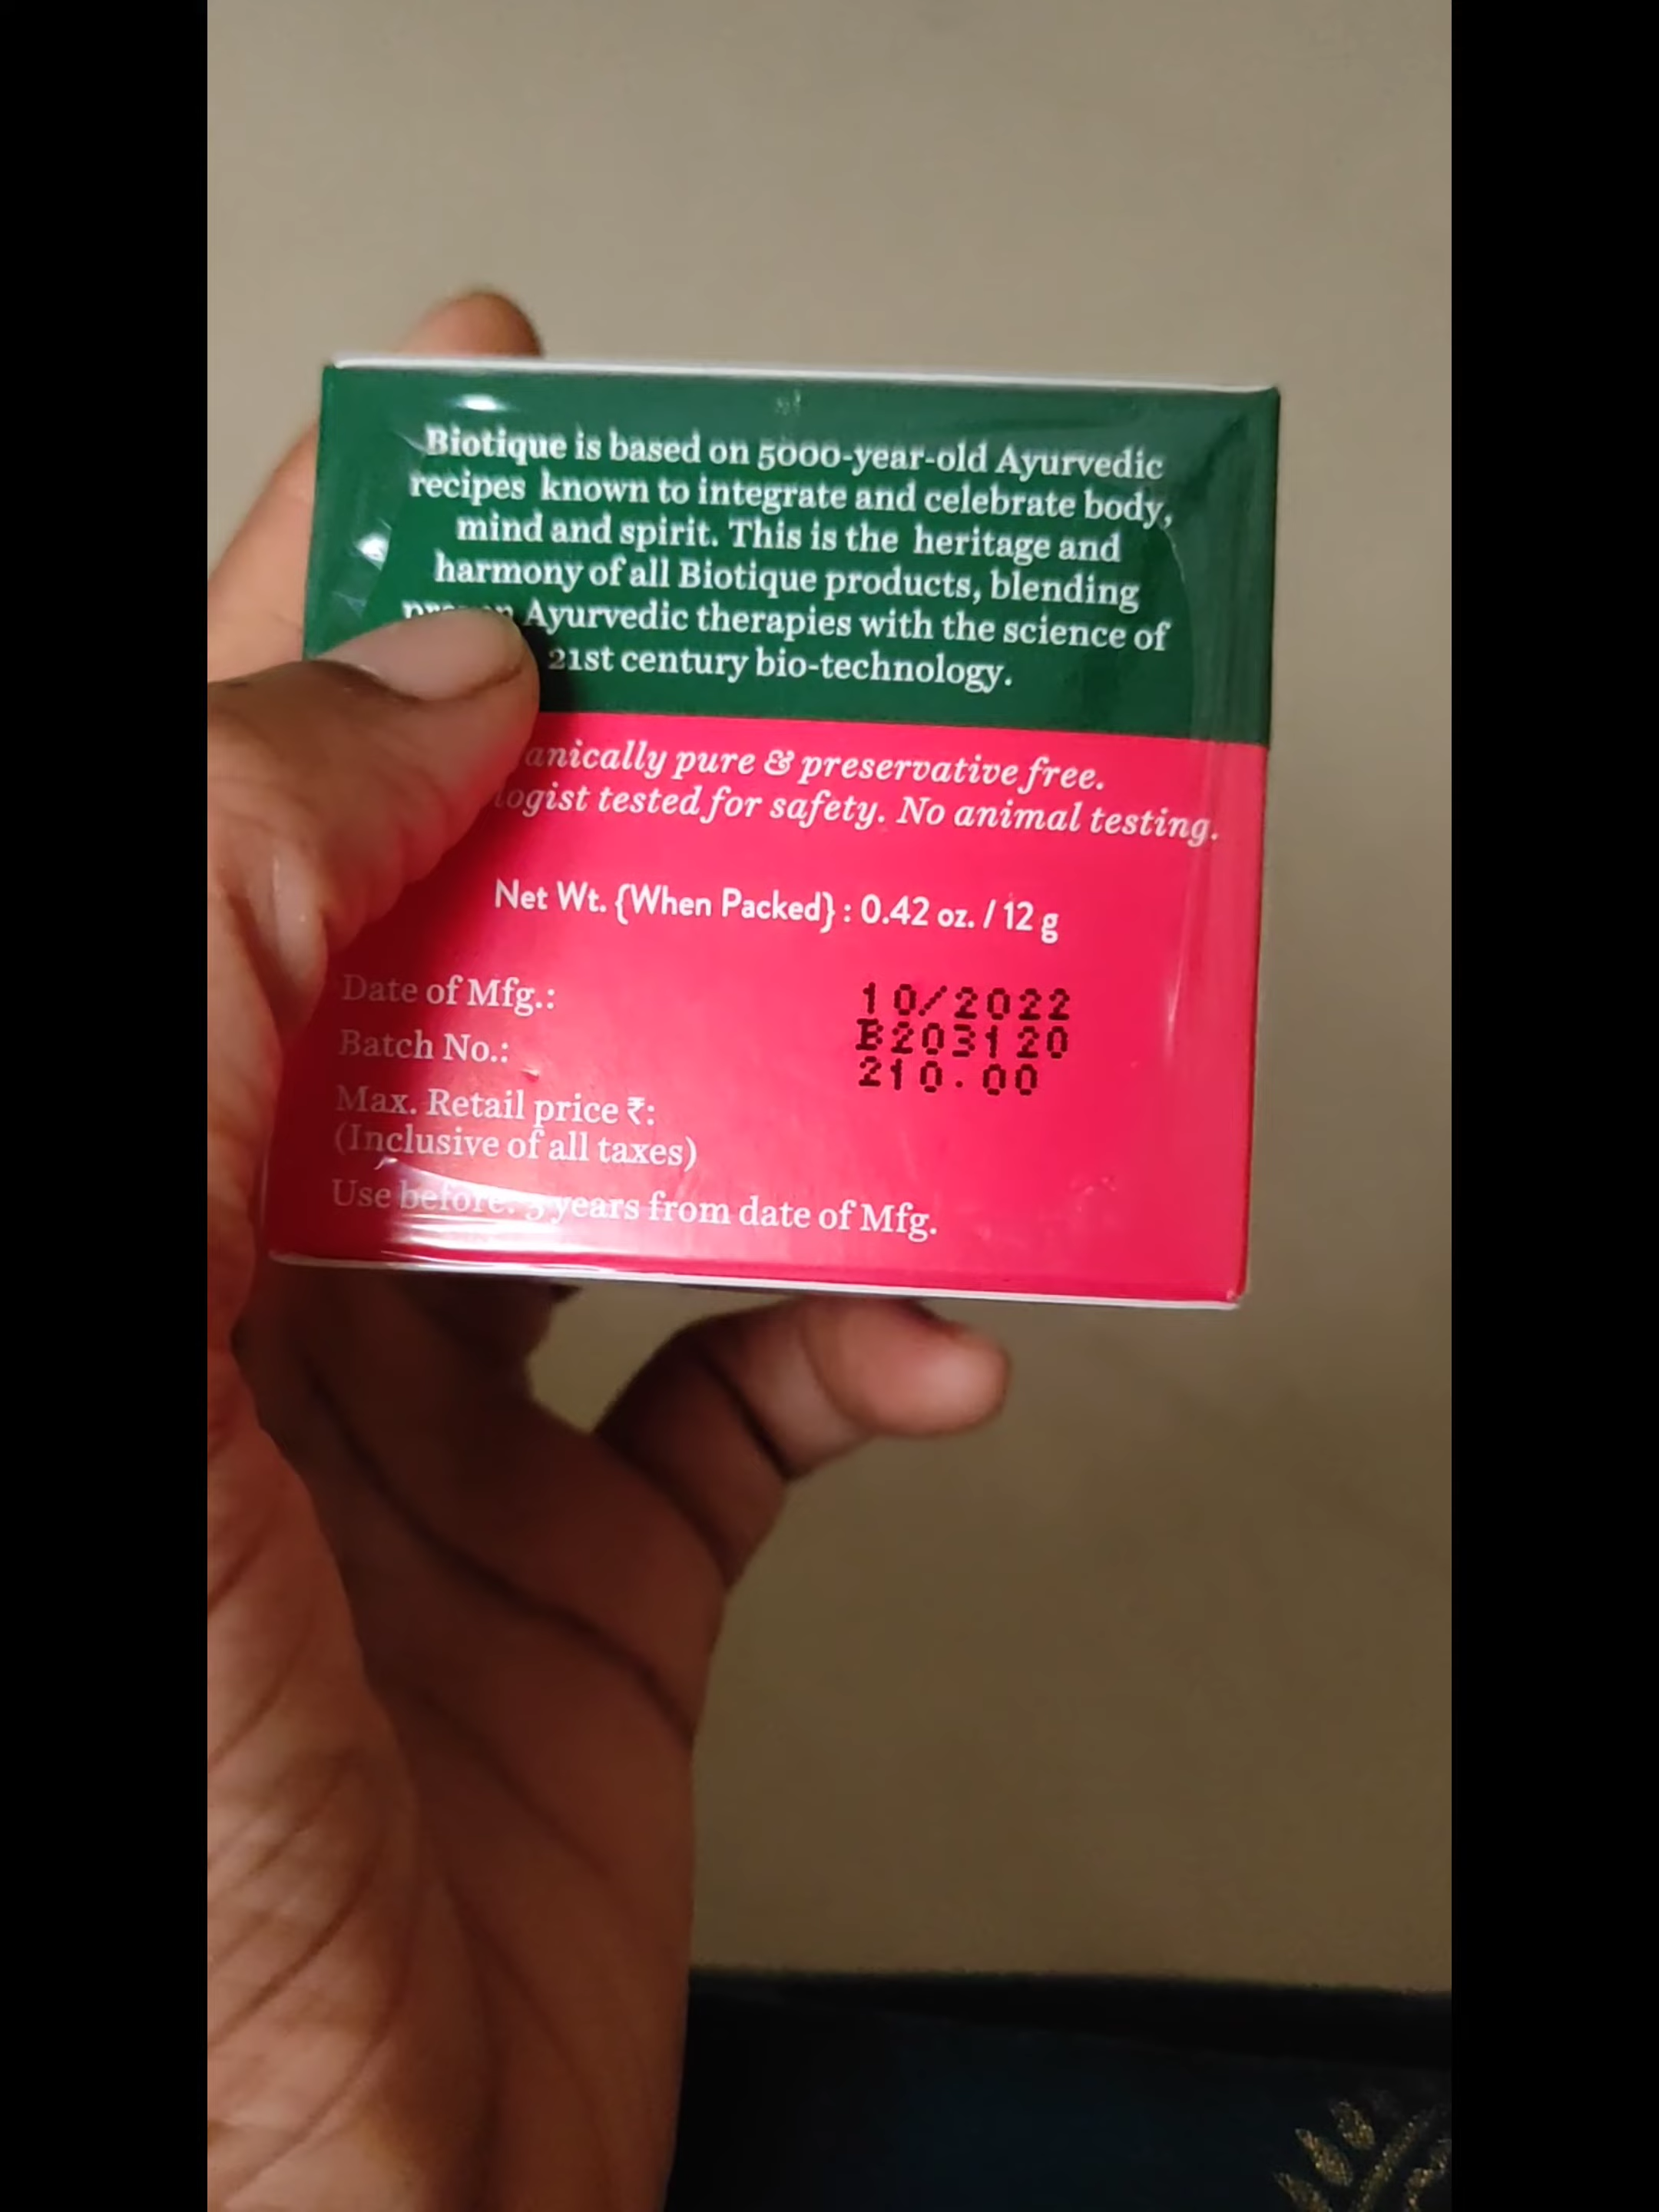 Biotique is based on 5000-year-old Ayurvedic
recipes known to integrate and celebrate body,
mind and spirit. This is the heritage and
harmony of all Biotique products, blending
Ayurvedic therapies with the science of
21st century bio-technology.
anically pure & preservative free.
logist tested for safety. No animal testing.
Net Wt. {When Packed} : 0.42 oz. / 12 g
Date of Mfg.: 10/2022
Batch No.: B203120
Max. Retail price ₹: 210.00
(Inclusive of all taxes)
Use before: years from date of Mfg.